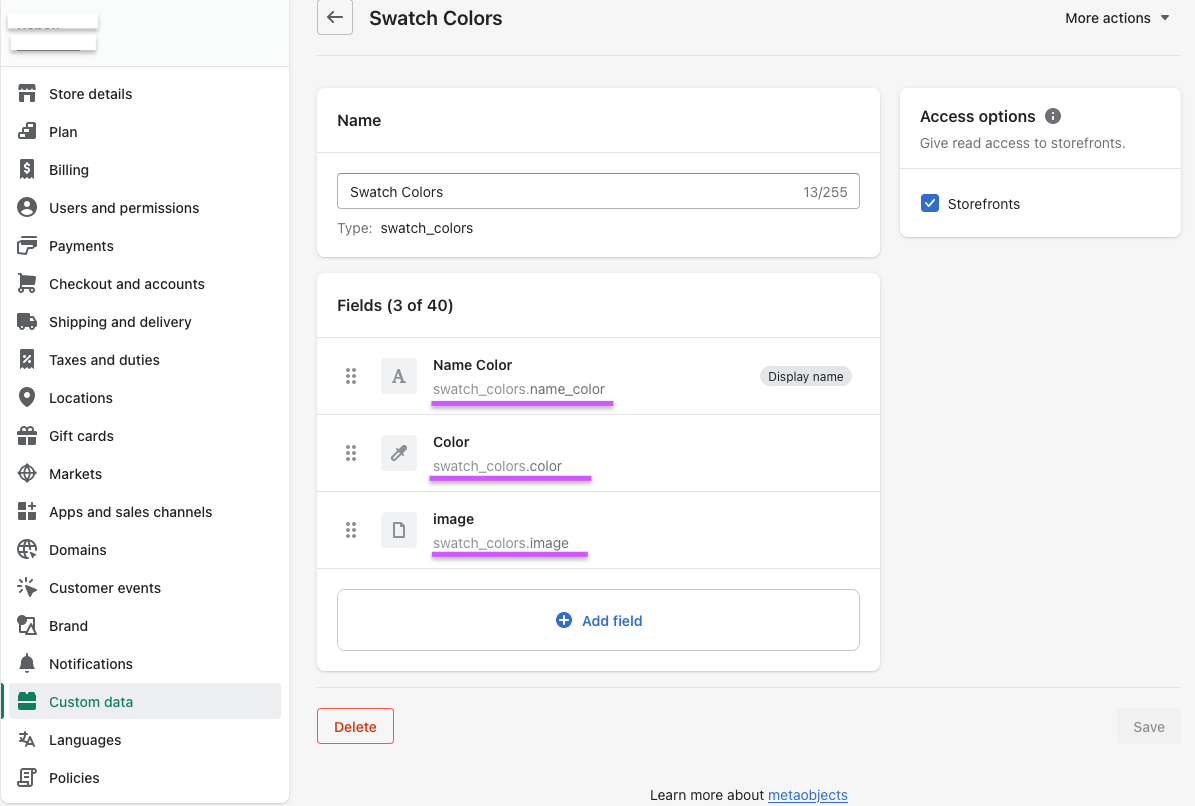 Swatch Colors
More actions
Store details
Plan
Billing
Users and permissions
Payments
Checkout and accounts
Shipping and delivery
Taxes and duties
Locations
Gift cards
Markets
Apps and sales channels
Domains
Customer events
Brand
Notifications
Custom data
Languages
Policies
Name
Swatch Colors 13/255
Type: swatch_colors
Fields (3 of 40)
A
Name Color
swatch_colors.name_color
Display name
Color
swatch_colors.color
image
swatch_colors.image
Add field
Access options
Give read access to storefronts.
Storefronts
Delete
Save
Learn more about metaobjects